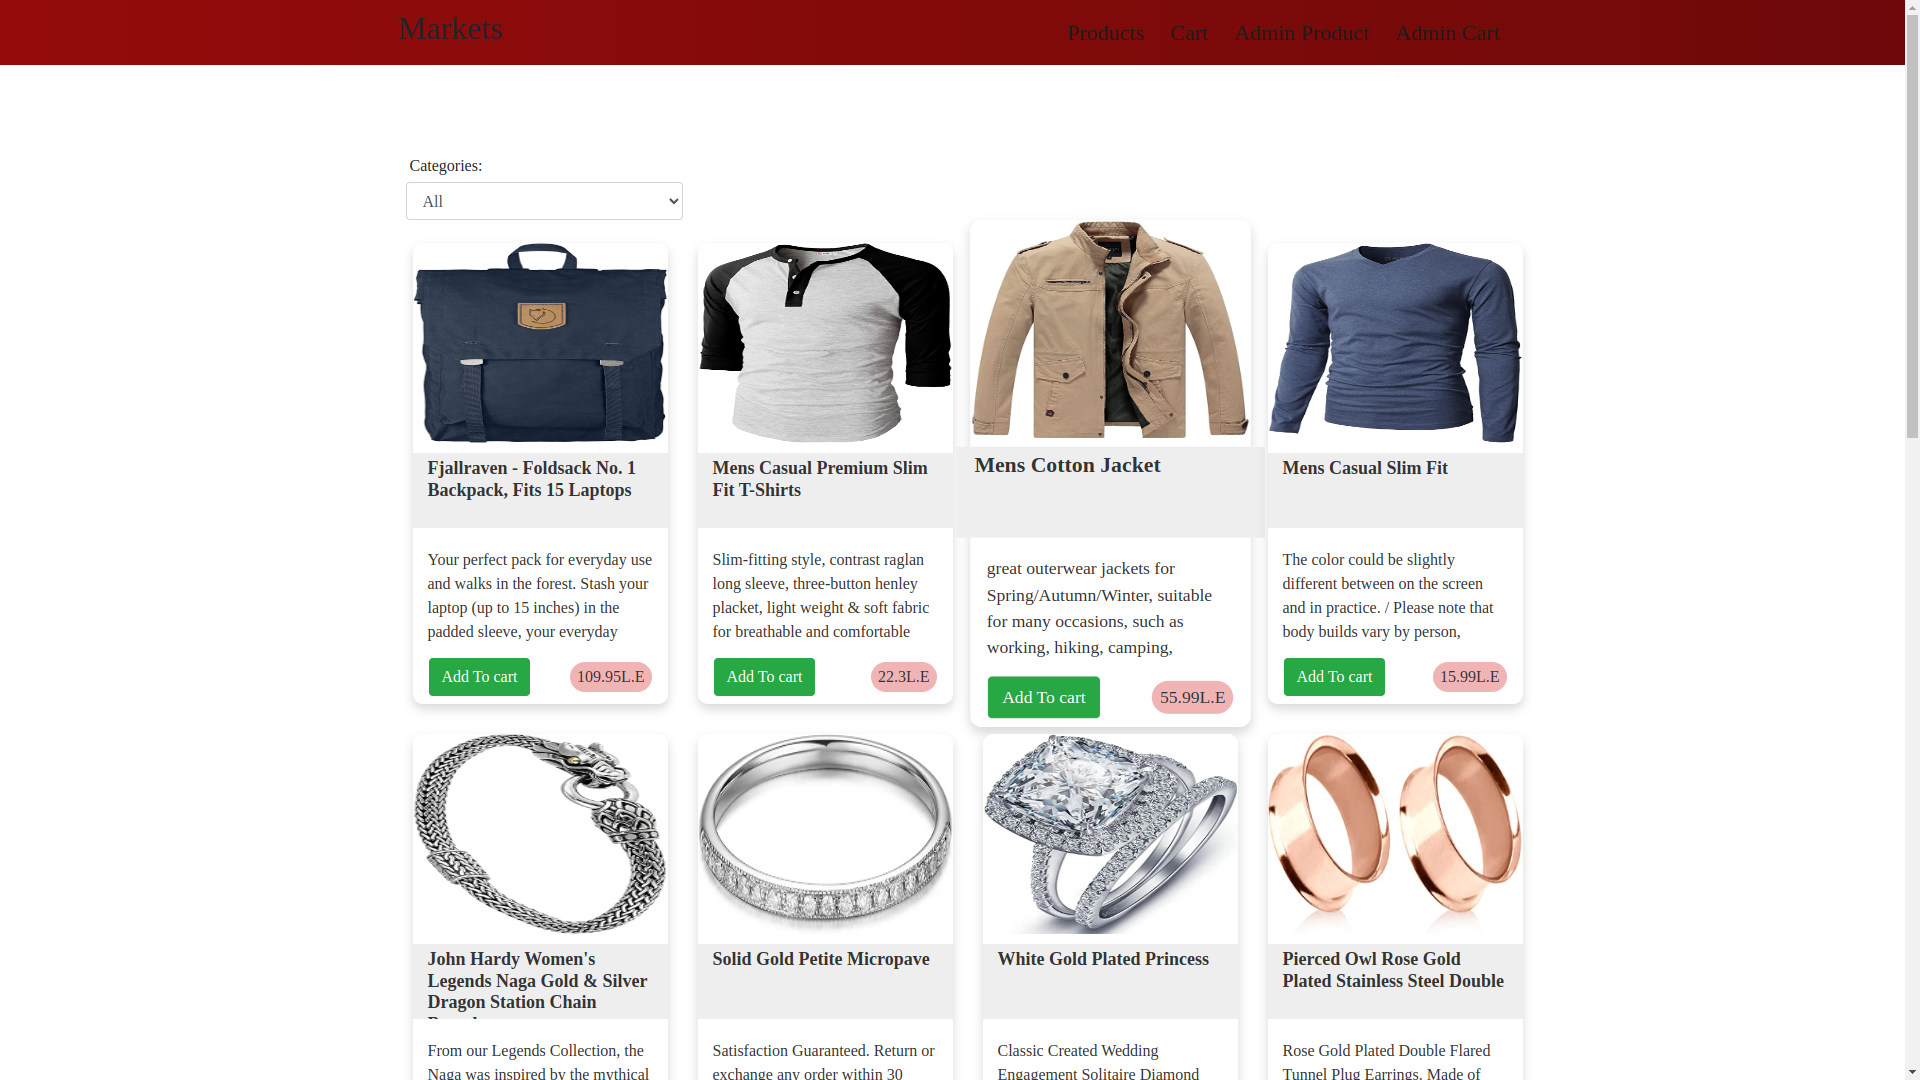 Markets
Products
Cart
Admin Product
Admin Cart
Categories:
All
Fjallraven - Foldsack No. 1
Backpack, Fits 15 Laptops
Your perfect pack for everyday use
and walks in the forest. Stash your
laptop (up to 15 inches) in the
padded sleeve, your everyday
Add To cart
109.95L.E
Mens Casual Premium Slim
Fit T-Shirts
Slim-fitting style, contrast raglan
long sleeve, three-button henley
placket, light weight & soft fabric
for breathable and comfortable
Add To cart
22.3L.E
Mens Cotton Jacket
great outerwear jackets for
Spring/Autumn/Winter, suitable
for many occasions, such as
working, hiking, camping,
Add To cart
55.99L.E
Mens Casual Slim Fit
The color could be slightly
different between on the screen
and in practice. / Please note that
body builds vary by person,
Add To cart
15.99L.E
John Hardy Women's
Legends Naga Gold & Silver
Dragon Station Chain
From our Legends Collection, the
Naga was inspired by the mythical
Solid Gold Petite Micropave
Satisfaction Guaranteed. Return or
exchange any order within 30
White Gold Plated Princess
Classic Created Wedding
Engagement Solitaire Diamond
Pierced Owl Rose Gold
Plated Stainless Steel Double
Rose Gold Plated Double Flared
Tunnel Plug Earrings. Made of